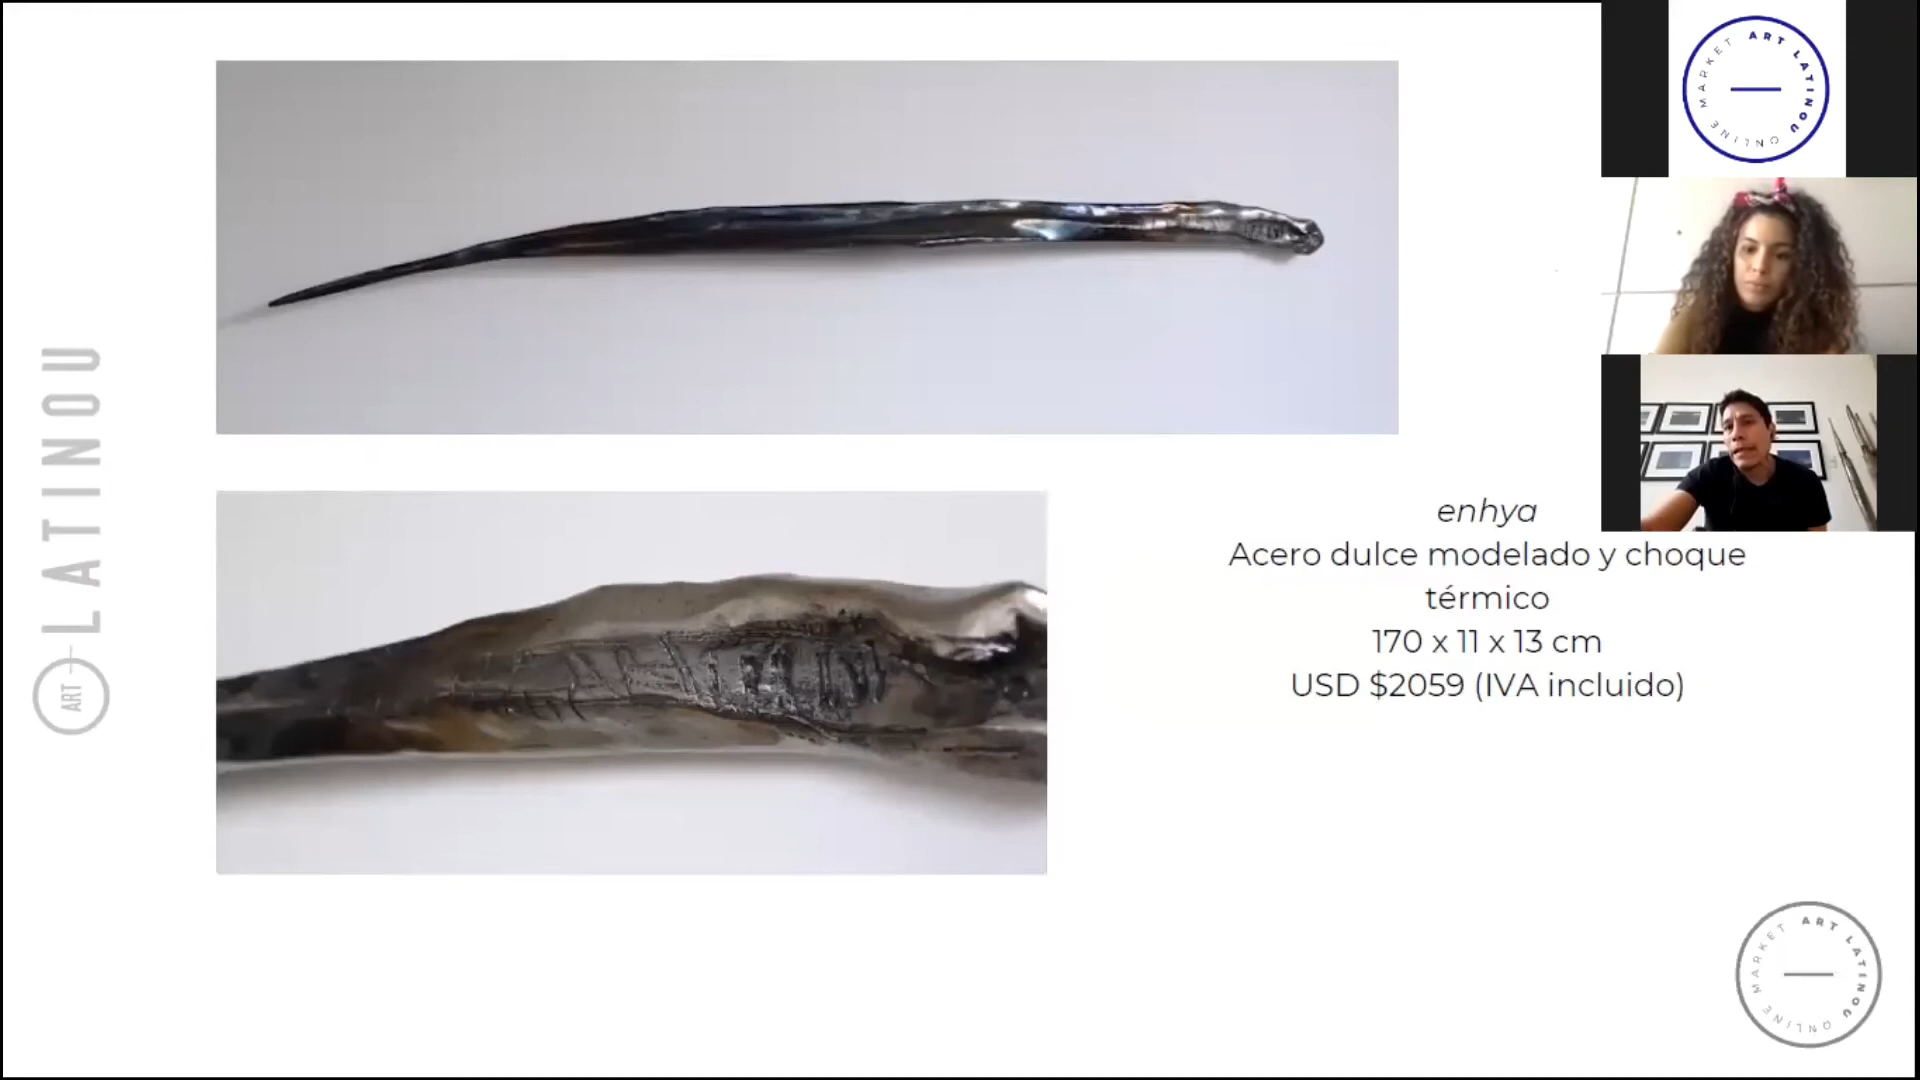 ART LATINOU ONLINE MARKET
ART LATINOU
enhya
Acero dulce modelado y choque
térmico
170 x 11 x 13 cm
USD $2059 (IVA incluido)
ART LATINOU ONLINE MARKET